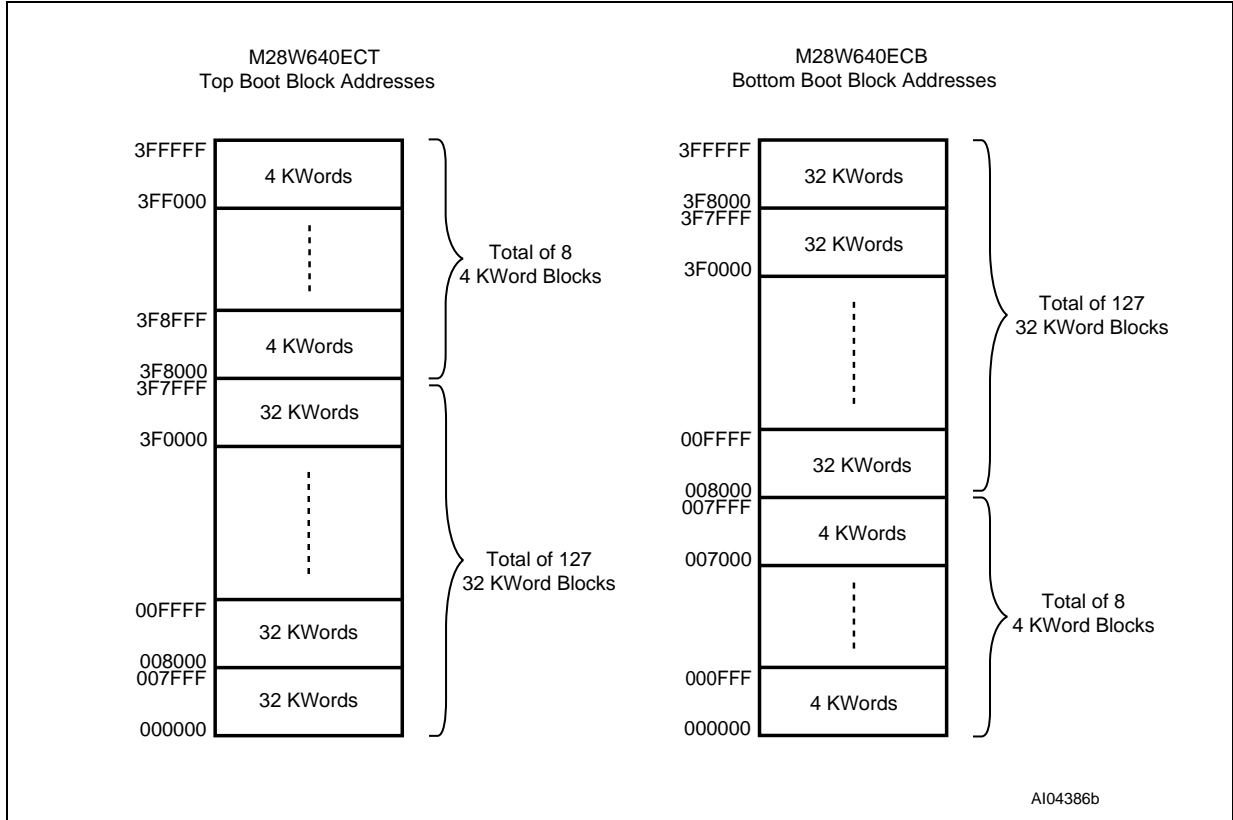 M28W640ECT
Top Boot Block Addresses
3FFFFF
4 KWords
3FF000
Total of 8
4 KWord Blocks
3F8FFF
4 KWords
3F8000
3F7FFF
32 KWords
3F0000
Total of 127
32 KWord Blocks
00FFFF
32 KWords
008000
007FFF
32 KWords
000000
M28W640ECB
Bottom Boot Block Addresses
3FFFFF
32 KWords
3F8000
3F7FFF
32 KWords
3F0000
Total of 127
32 KWord Blocks
00FFFF
32 KWords
008000
007FFF
4 KWords
007000
Total of 8
4 KWord Blocks
000FFF
4 KWords
000000
AI04386b